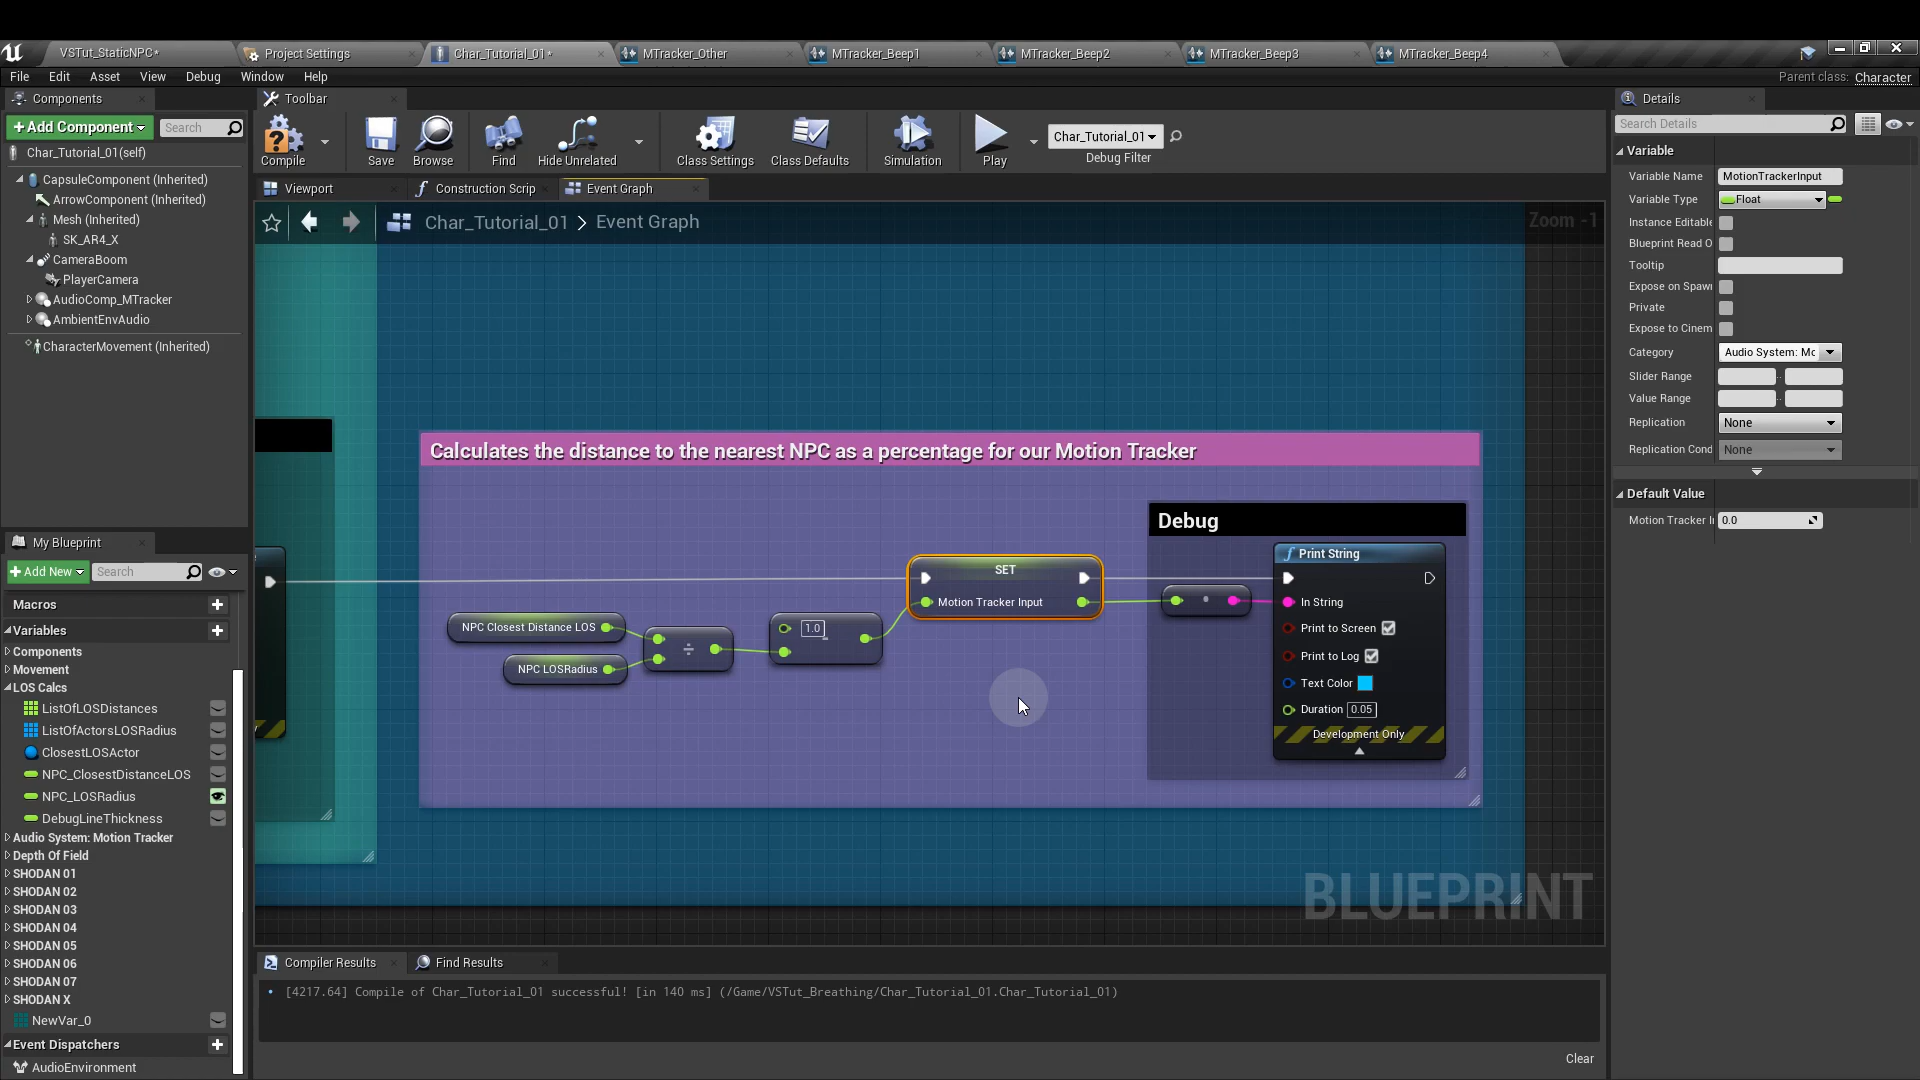 VSTut_StaticNPC*
Project Settings
Char_Tutorial_01*
MTracker_Other
MTracker_Beep1
MTracker_Beep2
MTracker_Beep3
MTracker_Beep4
File Edit Asset View Debug Window Help
Parent class: Character
Components
Toolbar
Details
+Add Component
Search
Char_Tutorial_01(self)
CapsuleComponent (Inherited)
ArrowComponent (Inherited)
Mesh (Inherited)
SK_AR4_X
CameraBoom
PlayerCamera
AudioComp_MTracker
AmbientEnvAudio
CharacterMovement (Inherited)
Compile
Save
Browse
Find
Hide Unrelated
Class Settings
Class Defaults
Simulation
Play
Char_Tutorial_01
Debug Filter
Viewport
Construction Scrip
Event Graph
Char_Tutorial_01 > Event Graph
Zoom -1
Calculates the distance to the nearest NPC as a percentage for our Motion Tracker
Debug
SET
Motion Tracker Input
NPC Closest Distance LOS
NPC LOSRadius
÷
1.0
Print String
In String
Print to Screen
Print to Log
Text Color
Duration 0.05
Development Only
BLUEPRINT
My Blueprint
+Add New
Search
Macros
Variables
Components
Movement
LOS Calcs
ListOfLOSDistances
ListOfActorsLOSRadius
ClosestLOSActor
NPC_ClosestDistanceLOS
NPC_LOSRadius
DebugLineThickness
Audio System: Motion Tracker
Depth Of Field
SHODAN 01
SHODAN 02
SHODAN 03
SHODAN 04
SHODAN 05
SHODAN 06
SHODAN 07
SHODAN X
NewVar_0
Event Dispatchers
AudioEnvironment
Compiler Results
Find Results
[4217.64] Compile of Char_Tutorial_01 successful! [in 140 ms] (/Game/VSTut_Breathing/Char_Tutorial_01.Char_Tutorial_01)
Clear
Search Details
Variable
Variable Name MotionTrackerInput
Variable Type Float
Instance Editable
Blueprint Read O
Tooltip
Expose on Spawn
Private
Expose to Cinem
Category Audio System: Mo
Slider Range
Value Range
Replication None
Replication Cond None
Default Value
Motion Tracker I 0.0